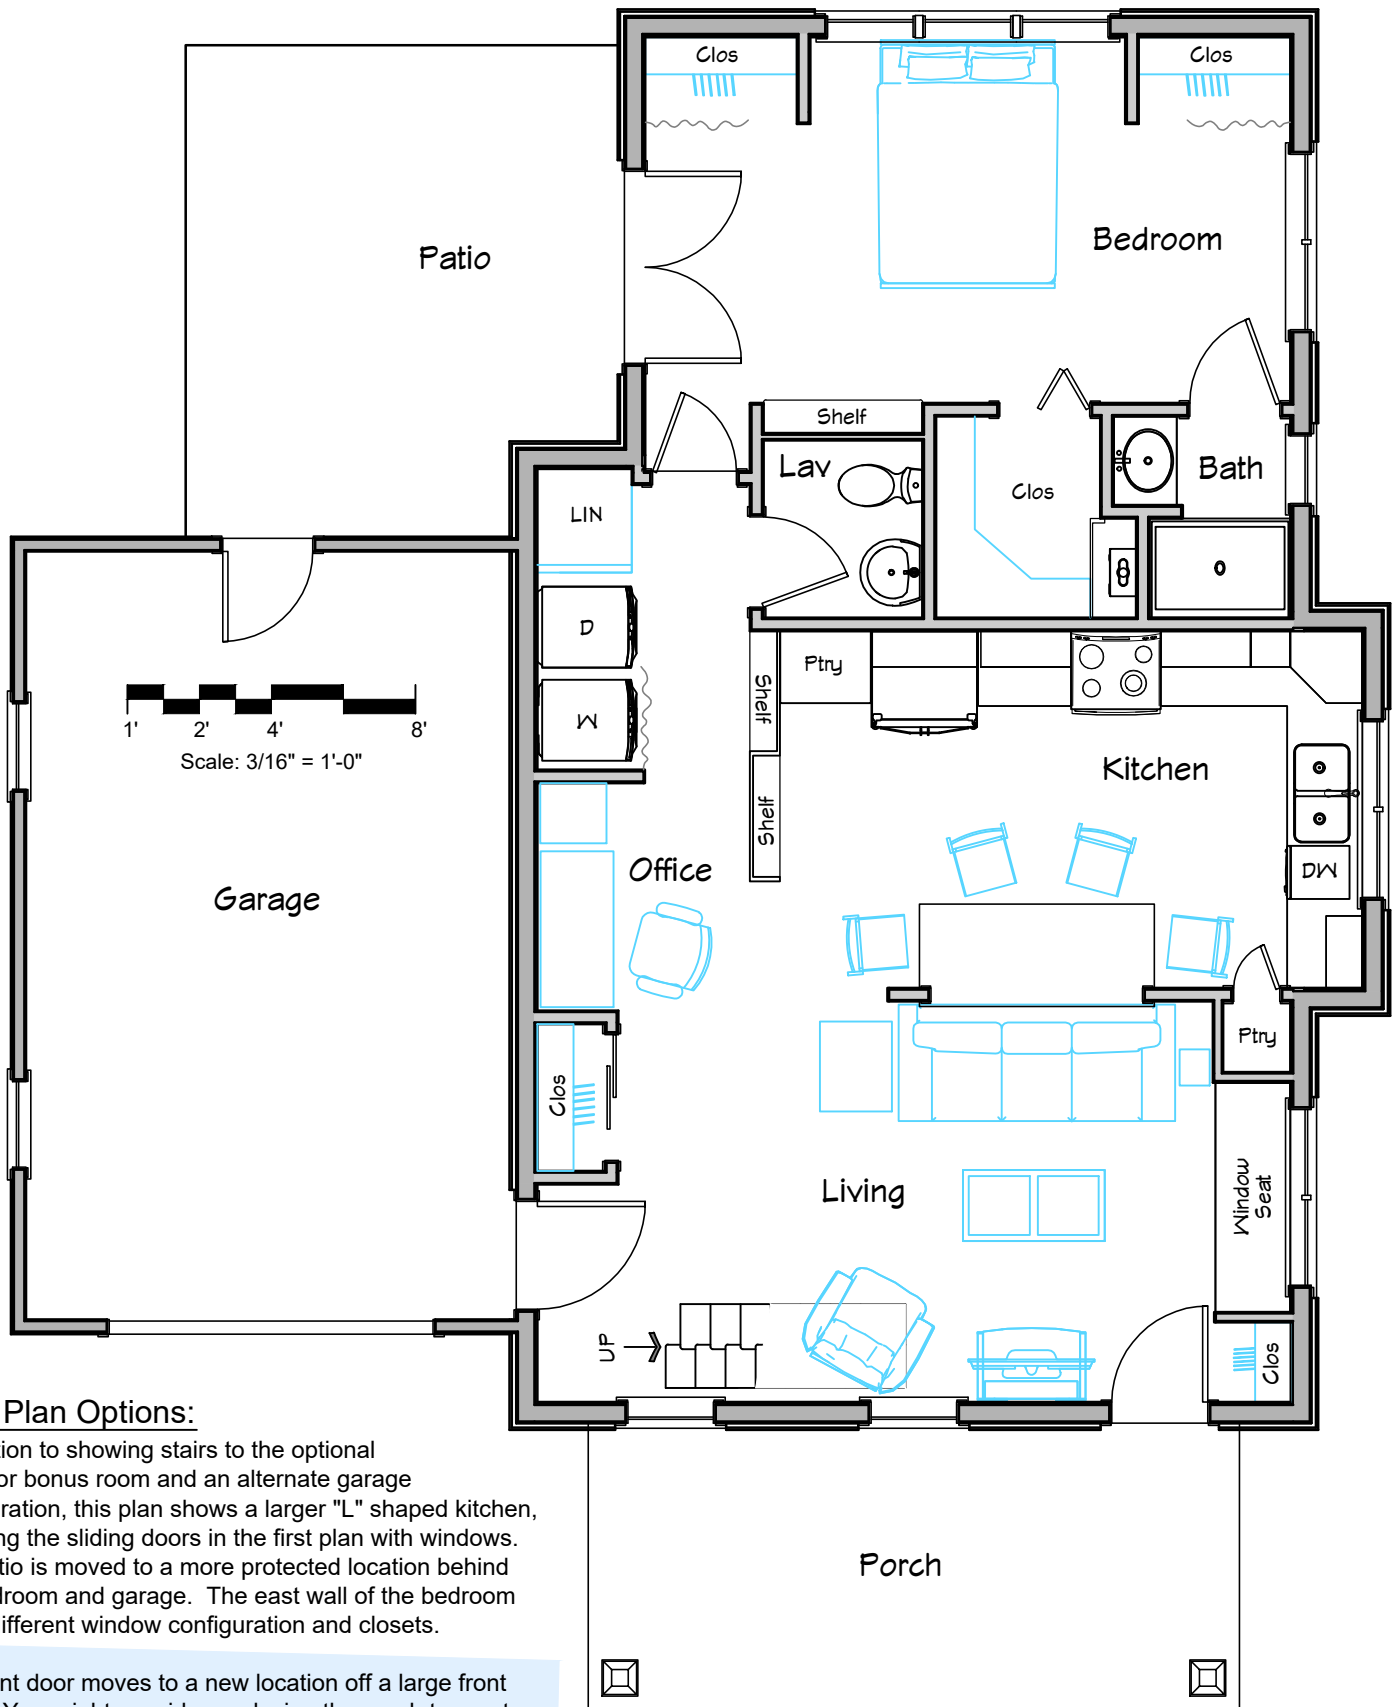 Clos
Clos
Patio
Bedroom
Shelf
Lav
Bath
Clos
LIN
D
W
Shelf
Shelf
Ptry
Kitchen
DW
1' 2' 4' 8'
Scale: 3/16" = 1'-0"
Garage
Office
Ptry
Clos
Living
Window
Seat
UP
Clos
Plan Options:
tion to showing stairs to the optional
or bonus room and an alternate garage
ration, this plan shows a larger "L" shaped kitchen,
ng the sliding doors in the first plan with windows.
tio is moved to a more protected location behind
droom and garage.  The east wall of the bedroom
ifferent window configuration and closets.
nt door moves to a new location off a large front
Porch